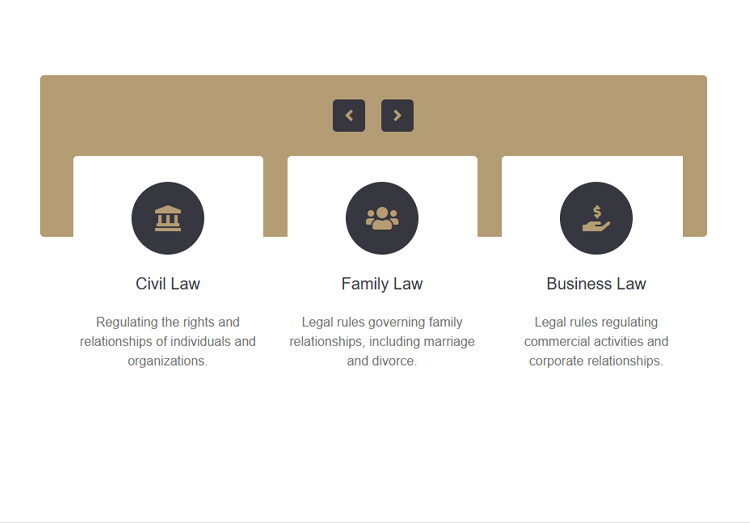 Civil Law
Regulating the rights and
relationships of individuals and
organizations.
Family Law
Legal rules governing family
relationships, including marriage
and divorce.
Business Law
Legal rules regulating
commercial activities and
corporate relationships.